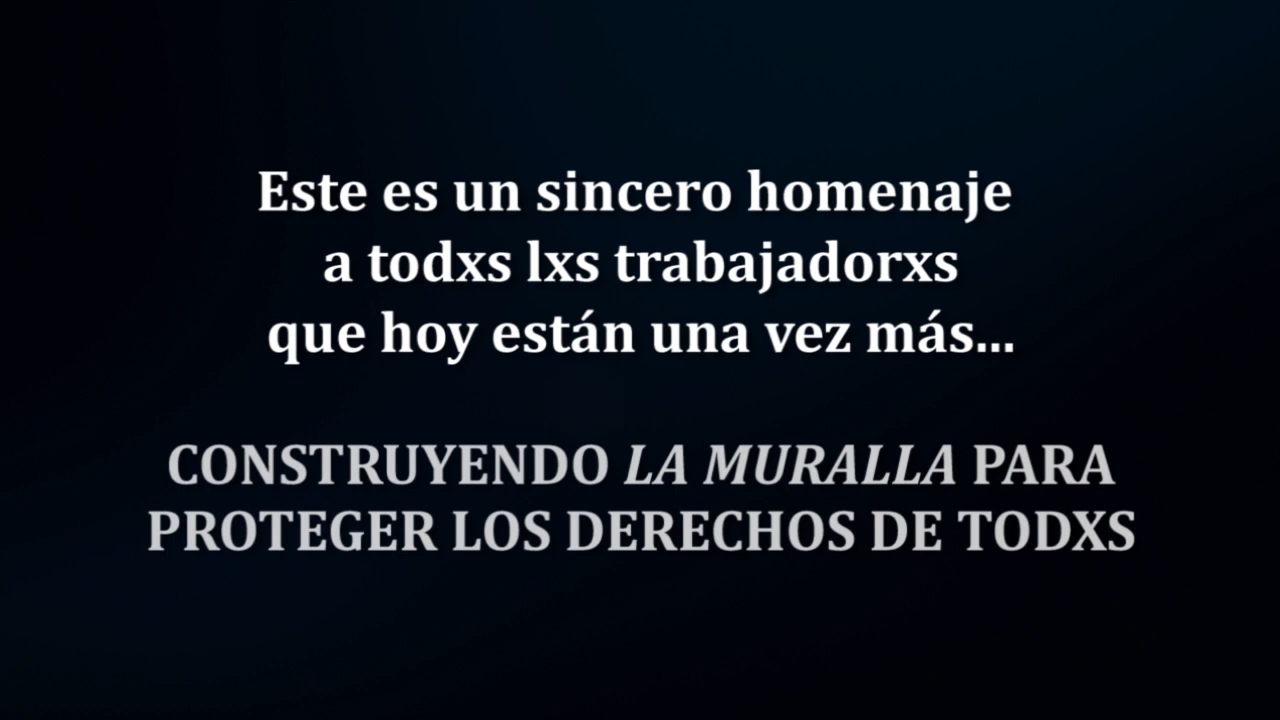 Este es un sincero homenaje
a todxs lxs trabajadorxs
que hoy están una vez más...
CONSTRUYENDO LA MURALLA PARA
PROTEGER LOS DERECHOS DE TODXS